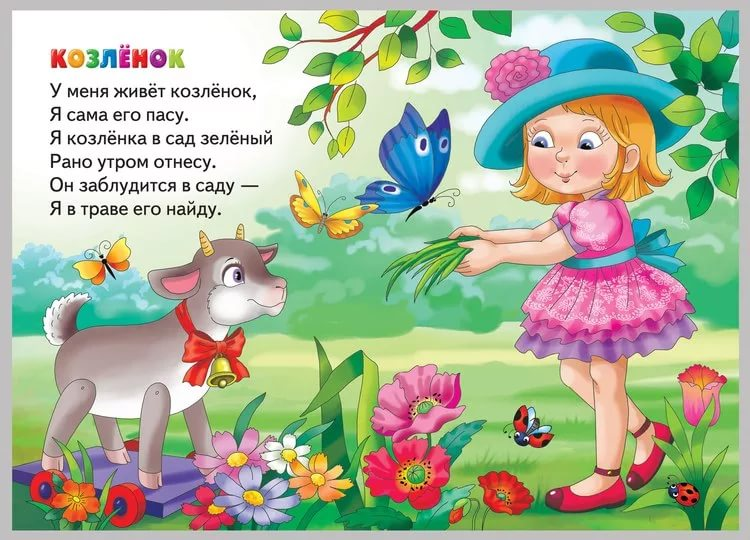 КОЗЛЁНОК
У меня живёт козлёнок,
Я сама его пасу.
Я козлёнка в сад зелёный
Рано утром отнесу.
Он заблудится в саду —
Я в траве его найду.